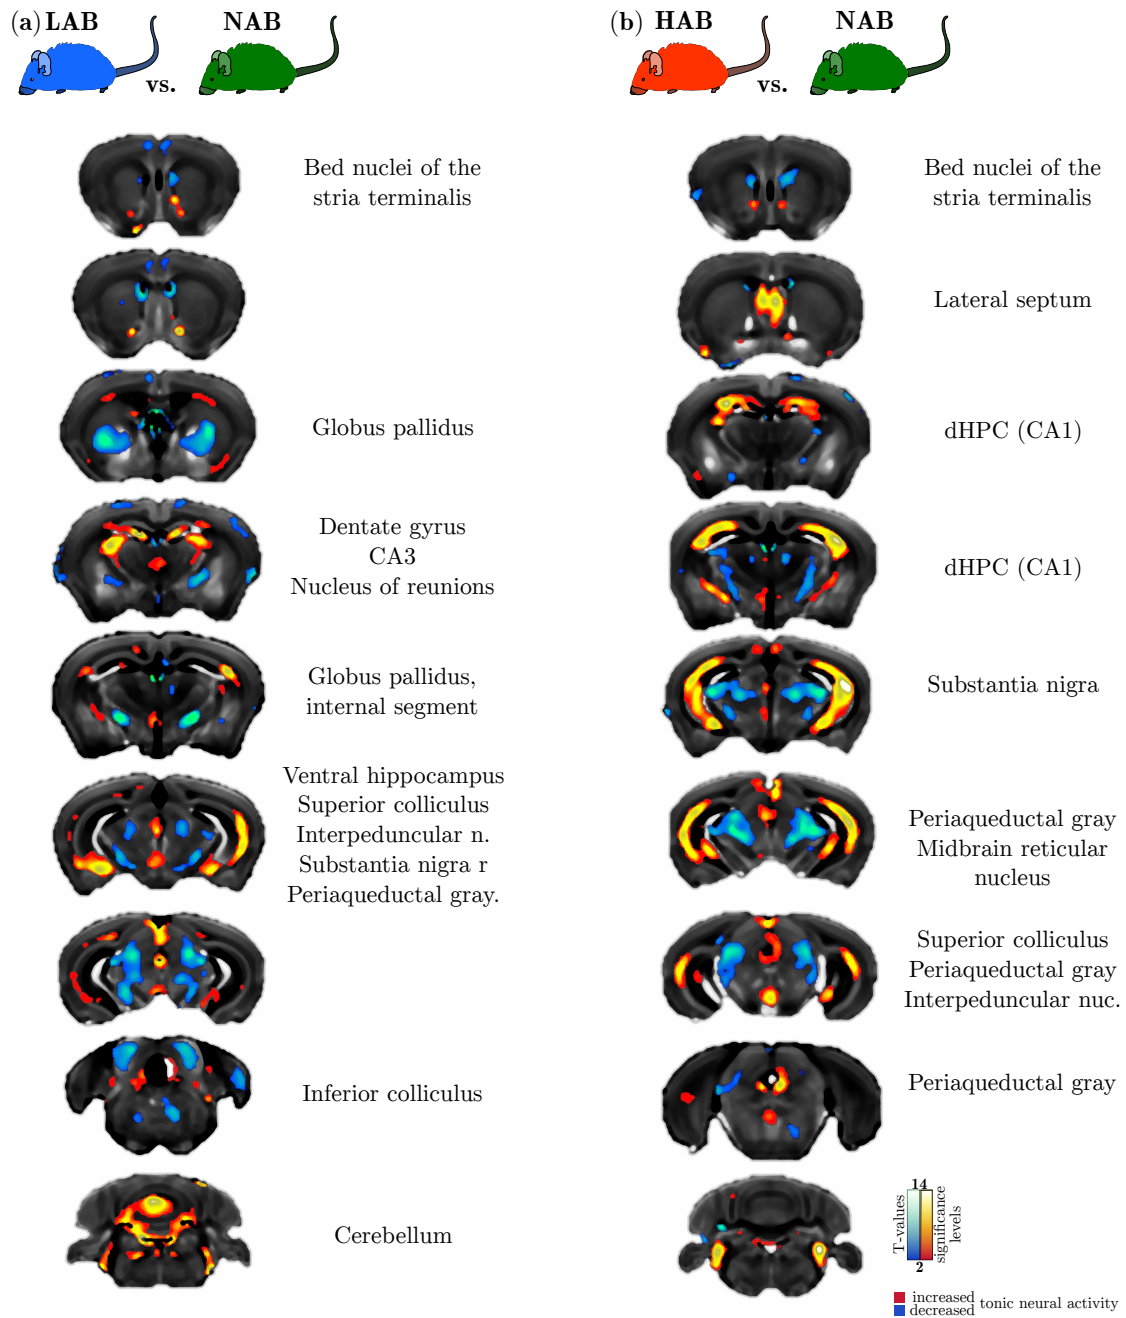 (a) LAB NAB
vs.
Bed nuclei of the
stria terminalis
Globus pallidus
Dentate gyrus
CA3
Nucleus of reunions
Globus pallidus,
internal segment
Ventral hippocampus
Superior colliculus
Interpeduncular n.
Substantia nigra r
Periaqueductal gray.
Inferior colliculus
Cerebellum
(b) HAB NAB
vs.
Bed nuclei of the
stria terminalis
Lateral septum
dHPC (CA1)
dHPC (CA1)
Substantia nigra
Periaqueductal gray
Midbrain reticular
nucleus
Superior colliculus
Periaqueductal gray
Interpeduncular nuc.
Periaqueductal gray
14
T-values
significance
levels
2
increased
decreased
tonic neural activity